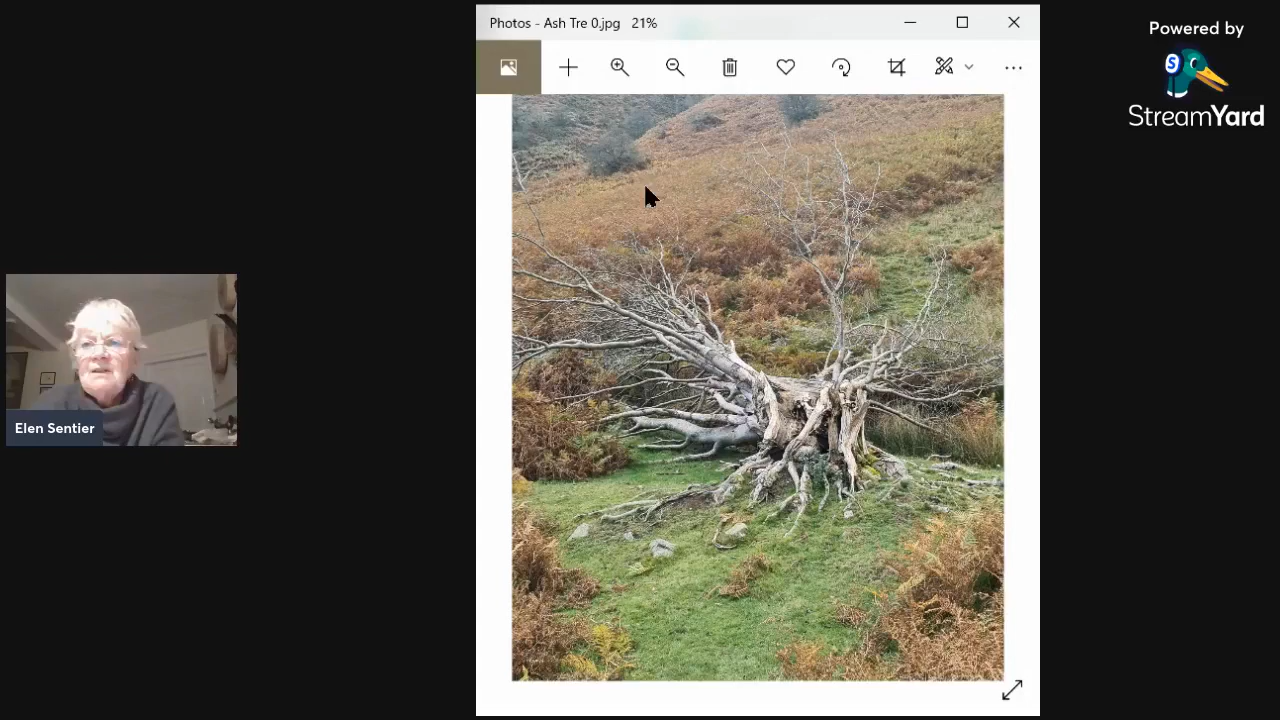 Photos - Ash Tre 0.jpg 21%
Powered by
S
StreamYard
Elen Sentier